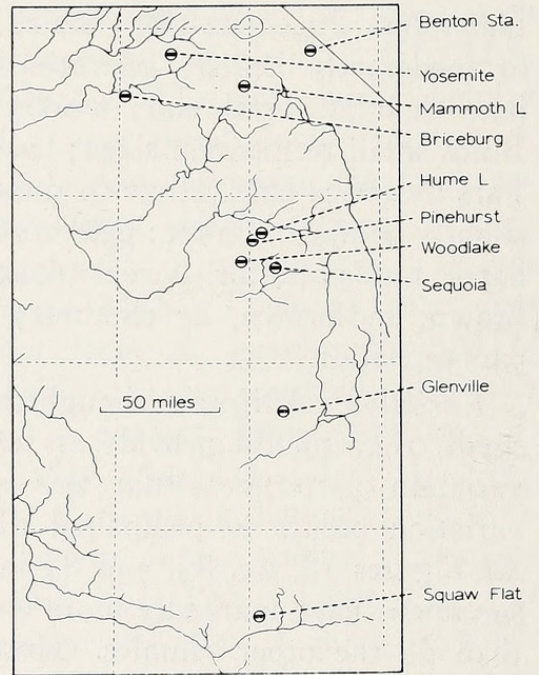 Benton Sta.
Yosemite
Mammoth L
Briceburg
Hume L
Pinehurst
Woodlake
Sequoia
Glenville
50 miles
Squaw Flat